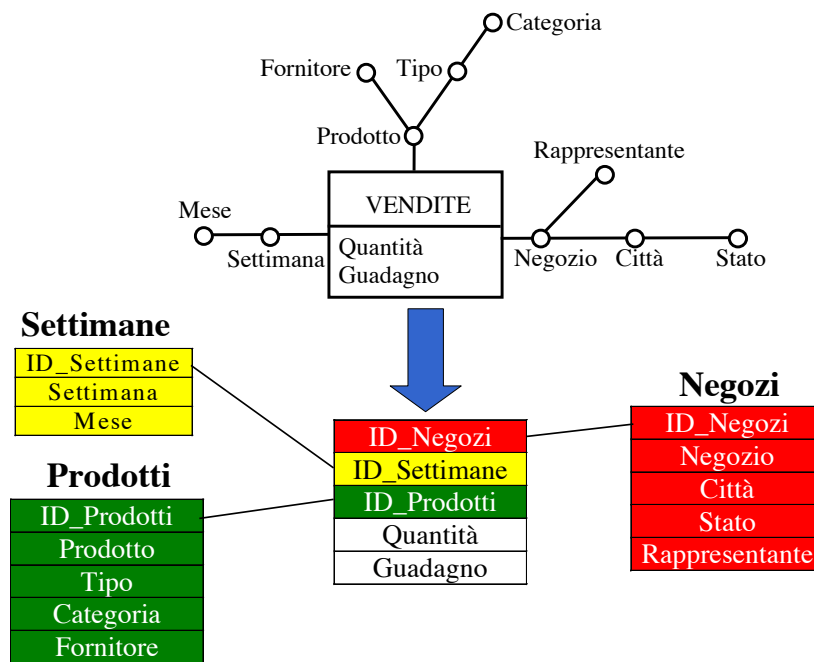 Categoria
Fornitore
Tipo
Prodotto
Rappresentante
VENDITE
Mese
Settimana
Quantità
Guadagno
Negozio
Città
Stato
Settimane
ID_Settimane
Settimana
Mese
Negozi
ID_Negozi
Negozio
Città
Stato
Rappresentante
ID_Negozi
ID_Settimane
ID_Prodotti
Quantità
Guadagno
Prodotti
ID_Prodotti
Prodotto
Tipo
Categoria
Fornitore